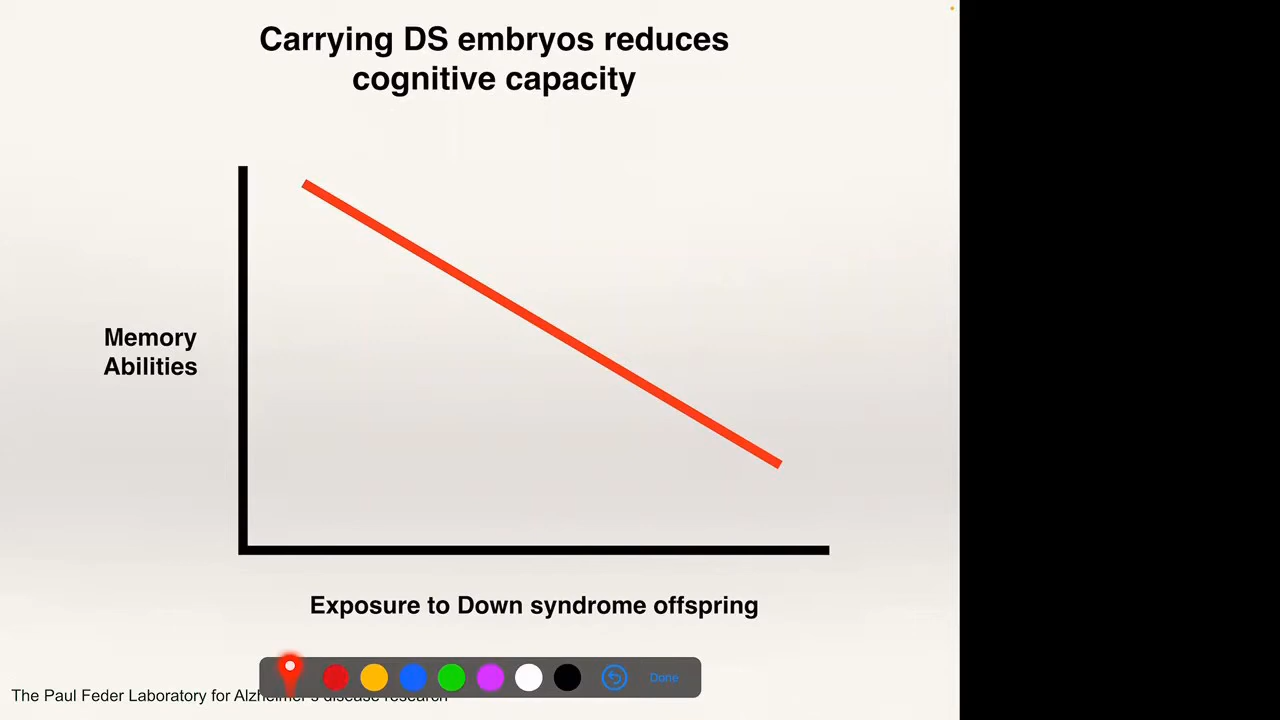 Carrying DS embryos reduces
cognitive capacity
Memory
Abilities
Exposure to Down syndrome offspring
Done
The Paul Feder Laboratory for Alzheimer's disease research